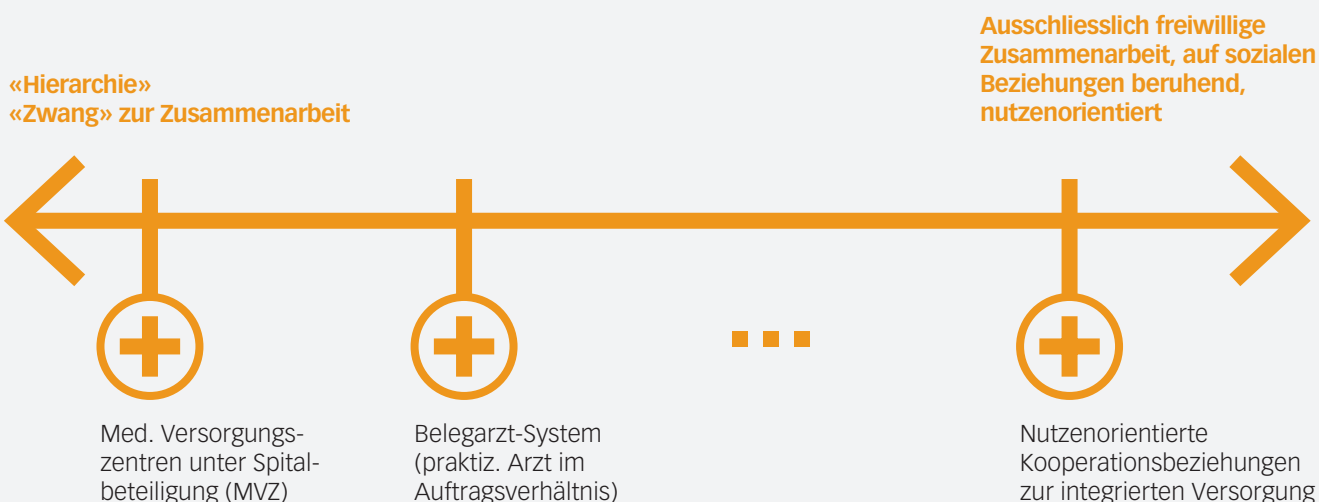 «Hierarchie»
«Zwang» zur Zusammenarbeit
Ausschliesslich freiwillige
Zusammenarbeit, auf sozialen
Beziehungen beruhend,
nutzenorientiert
Med. Versorgungs-
zentren unter Spital-
beteiligung (MVZ)
Belegarzt-System
(praktiz. Arzt im
Auftragsverhältnis)
Nutzenorientierte
Kooperationsbeziehungen
zur integrierten Versorgung